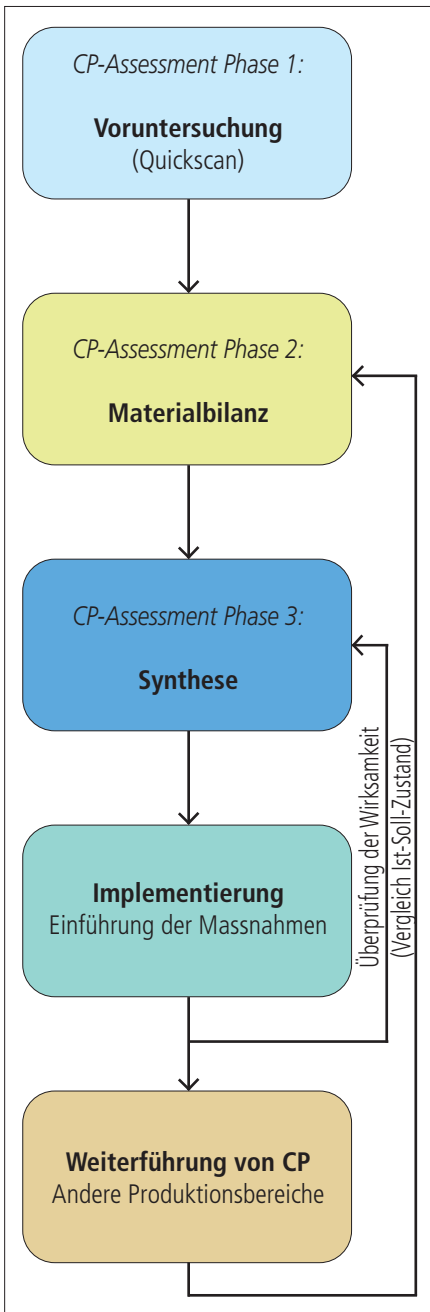 CP-Assessment Phase 1:
Voruntersuchung
(Quickscan)
CP-Assessment Phase 2:
Materialbilanz
CP-Assessment Phase 3:
Synthese
Implementierung
Einführung der Massnahmen
Überprüfung der Wirksamkeit
(Vergleich Ist-Soll-Zustand)
Weiterführung von CP
Andere Produktionsbereiche